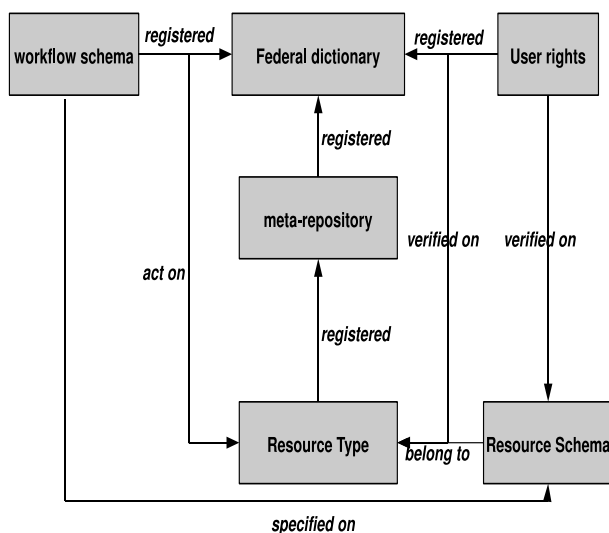 registered
registered
workflow schema
Federal dictionary
User rights
registered
meta-repository
verified on
verified on
act on
registered
Resource Type
belong to
Resource Schema
specified on